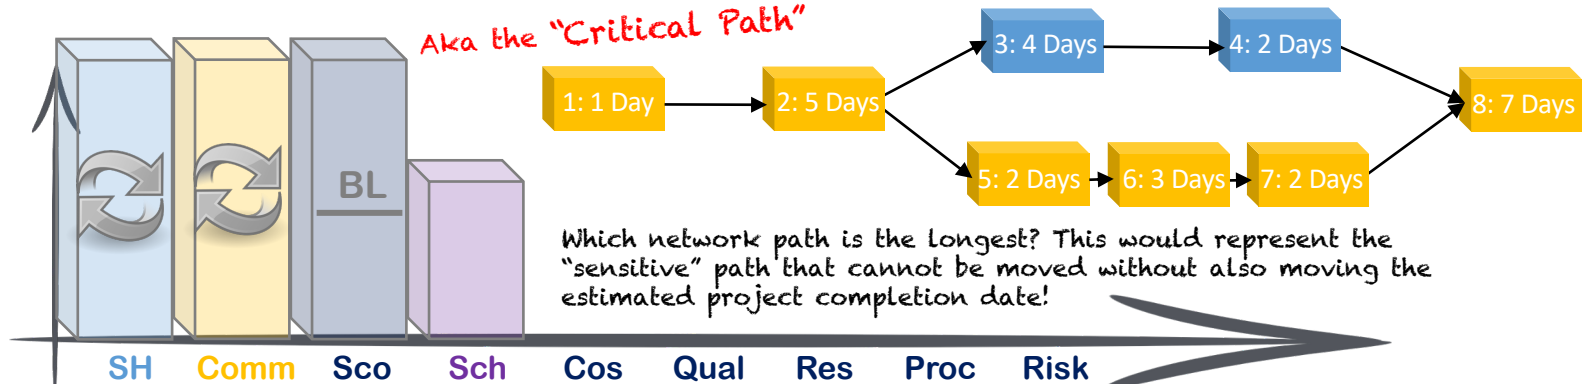 Aka the “Critical Path”
1: 1 Day
2: 5 Days
3: 4 Days
4: 2 Days
5: 2 Days
6: 3 Days
7: 2 Days
8: 7 Days
BL
Which network path is the longest? This would represent the
“sensitive” path that cannot be moved without also moving the
estimated project completion date!
SH Comm Sco Sch Cos Qual Res Proc Risk